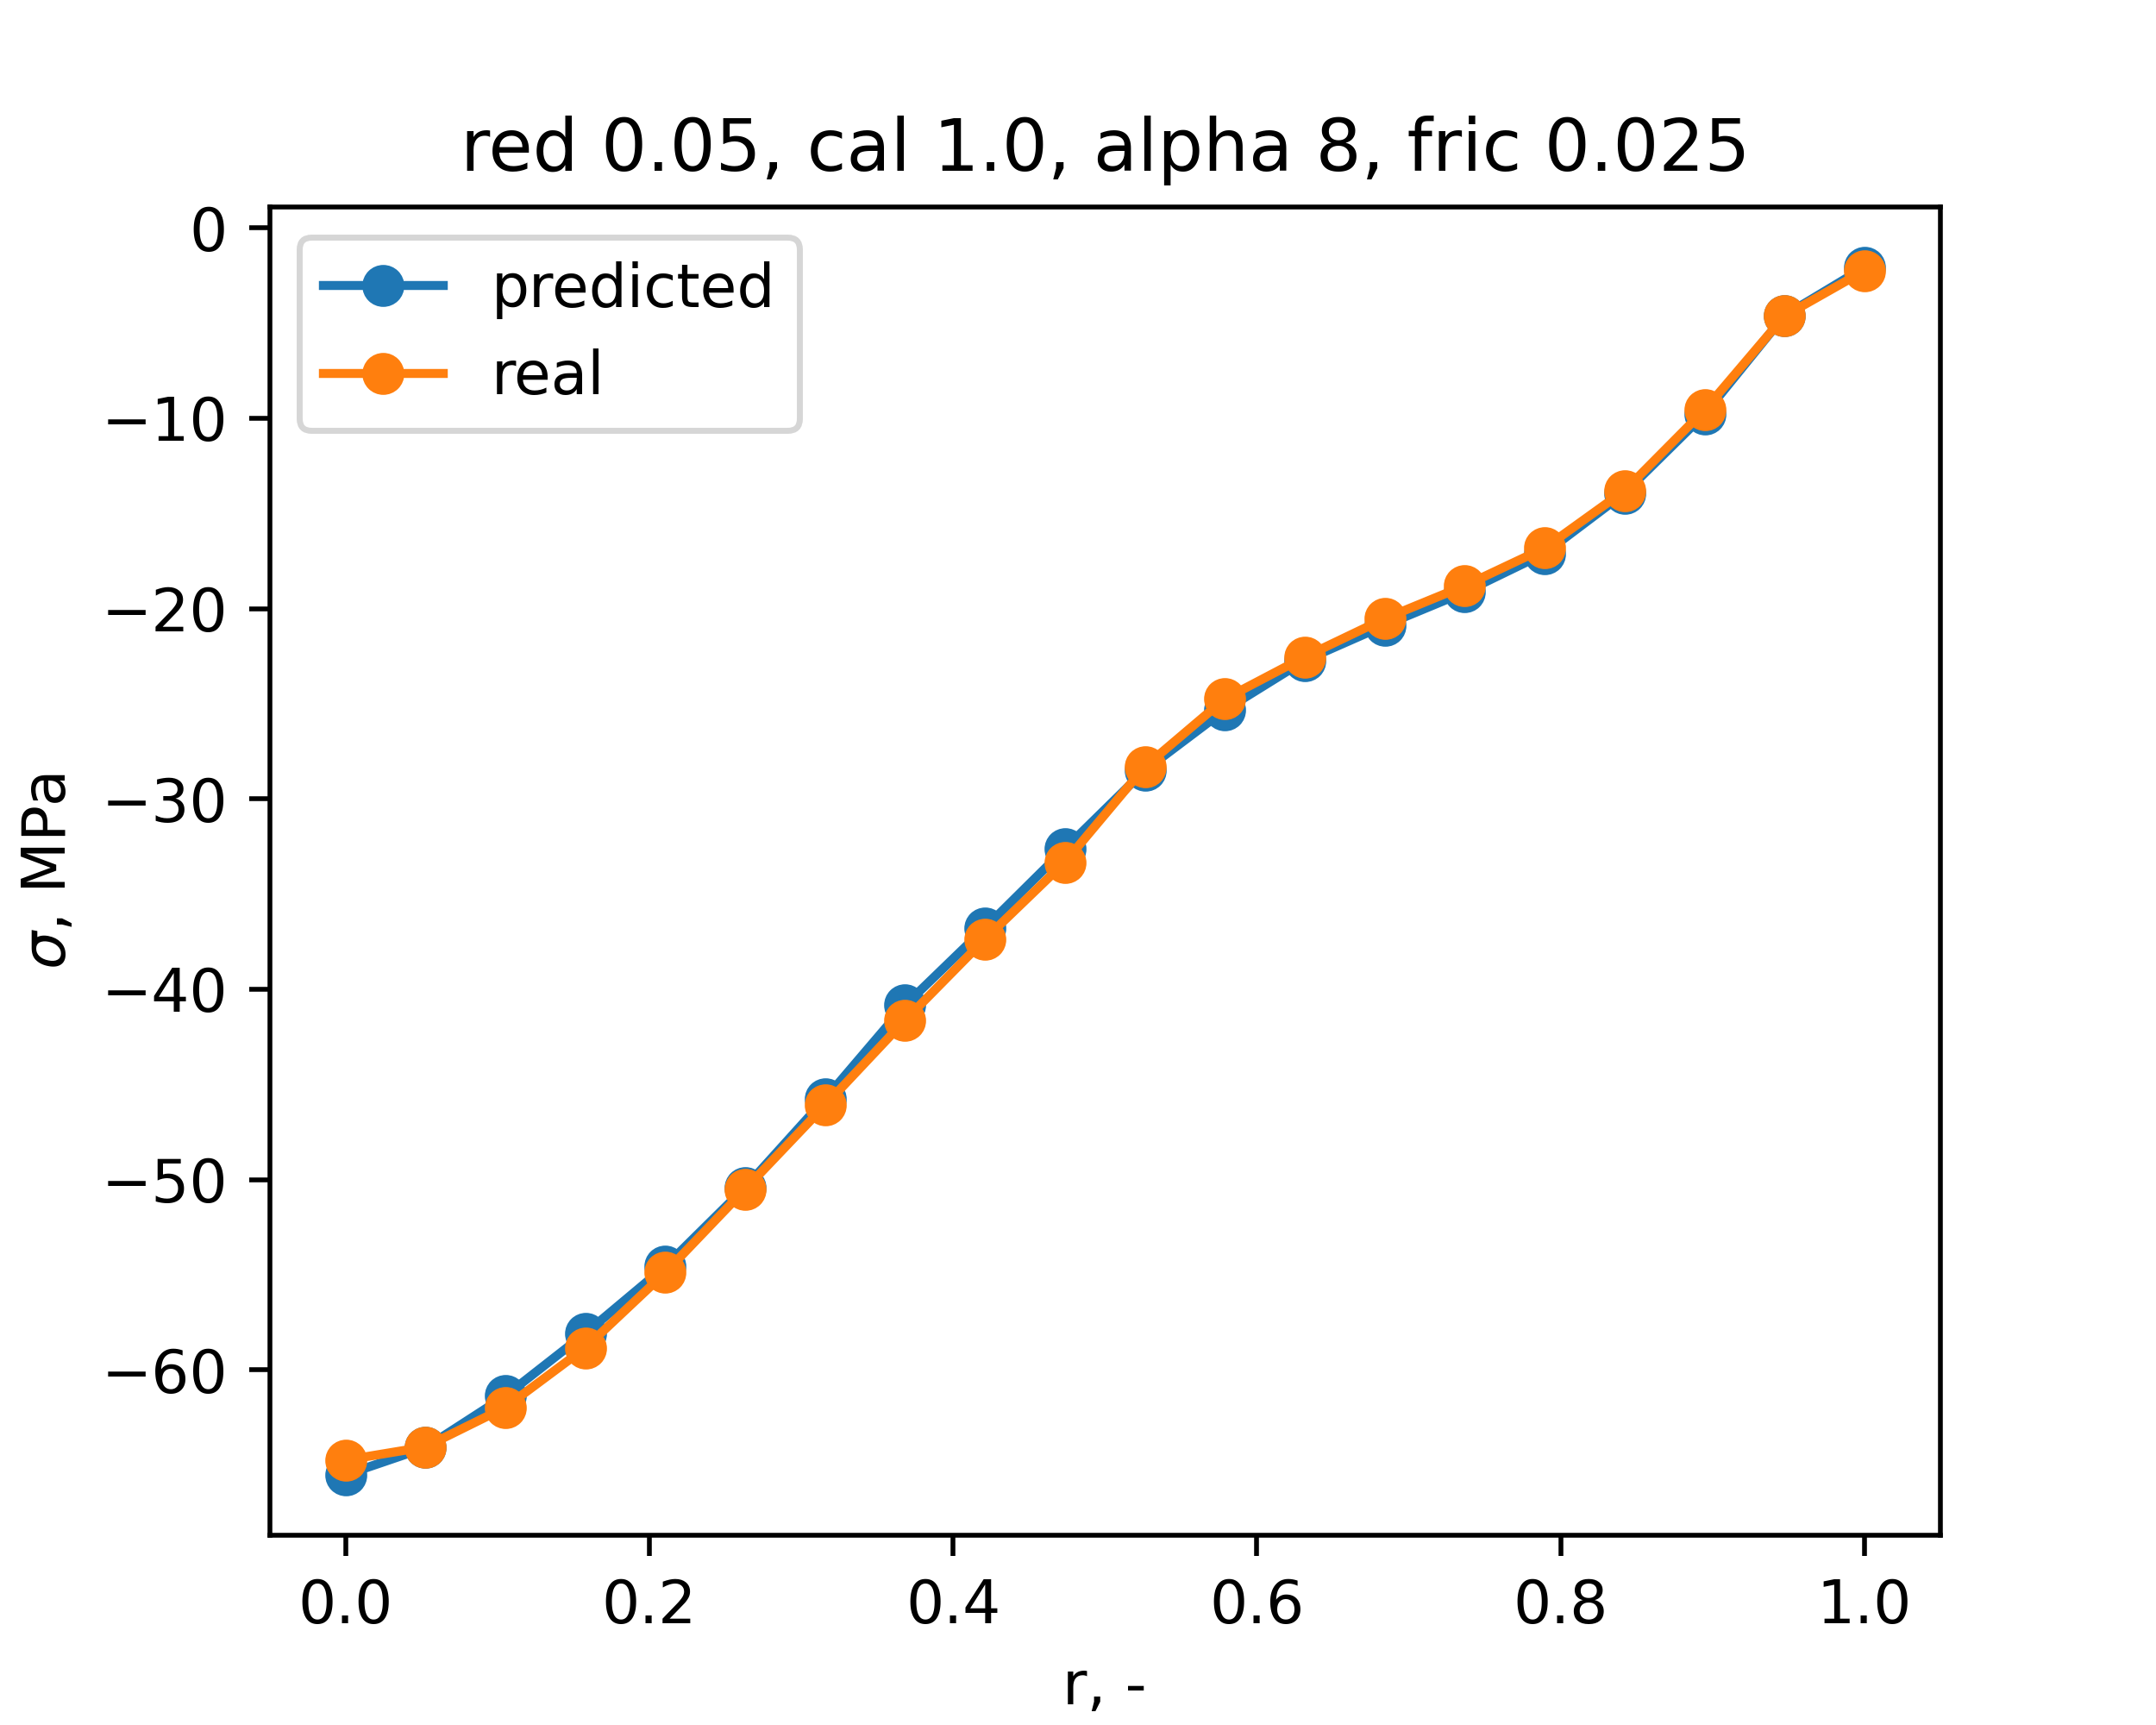 red 0.05, cal 1.0, alpha 8, fric 0.025
predicted
real
0
−10
−20
−30
−40
−50
−60
σ, MPa
0.0 0.2 0.4 0.6 0.8 1.0
r, -